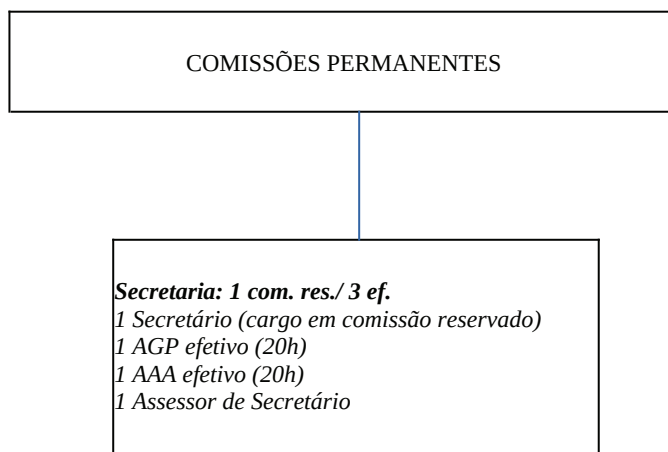 COMISSÕES PERMANENTES
Secretaria: 1 com. res./ 3 ef.
1 Secretário (cargo em comissão reservado)
1 AGP efetivo (20h)
1 AAA efetivo (20h)
1 Assessor de Secretário